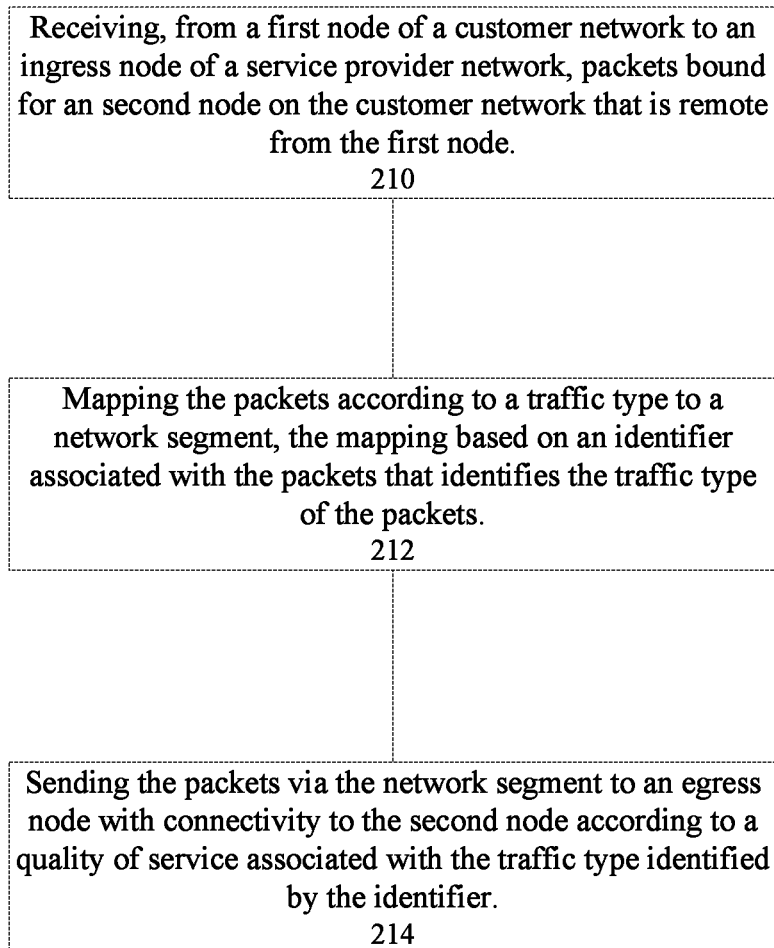 Receiving, from a first node of a customer network to an
ingress node of a service provider network, packets bound
for an second node on the customer network that is remote
from the first node.
210
Mapping the packets according to a traffic type to a
network segment, the mapping based on an identifier
associated with the packets that identifies the traffic type
of the packets.
212
Sending the packets via the network segment to an egress
node with connectivity to the second node according to a
quality of service associated with the traffic type identified
by the identifier.
214